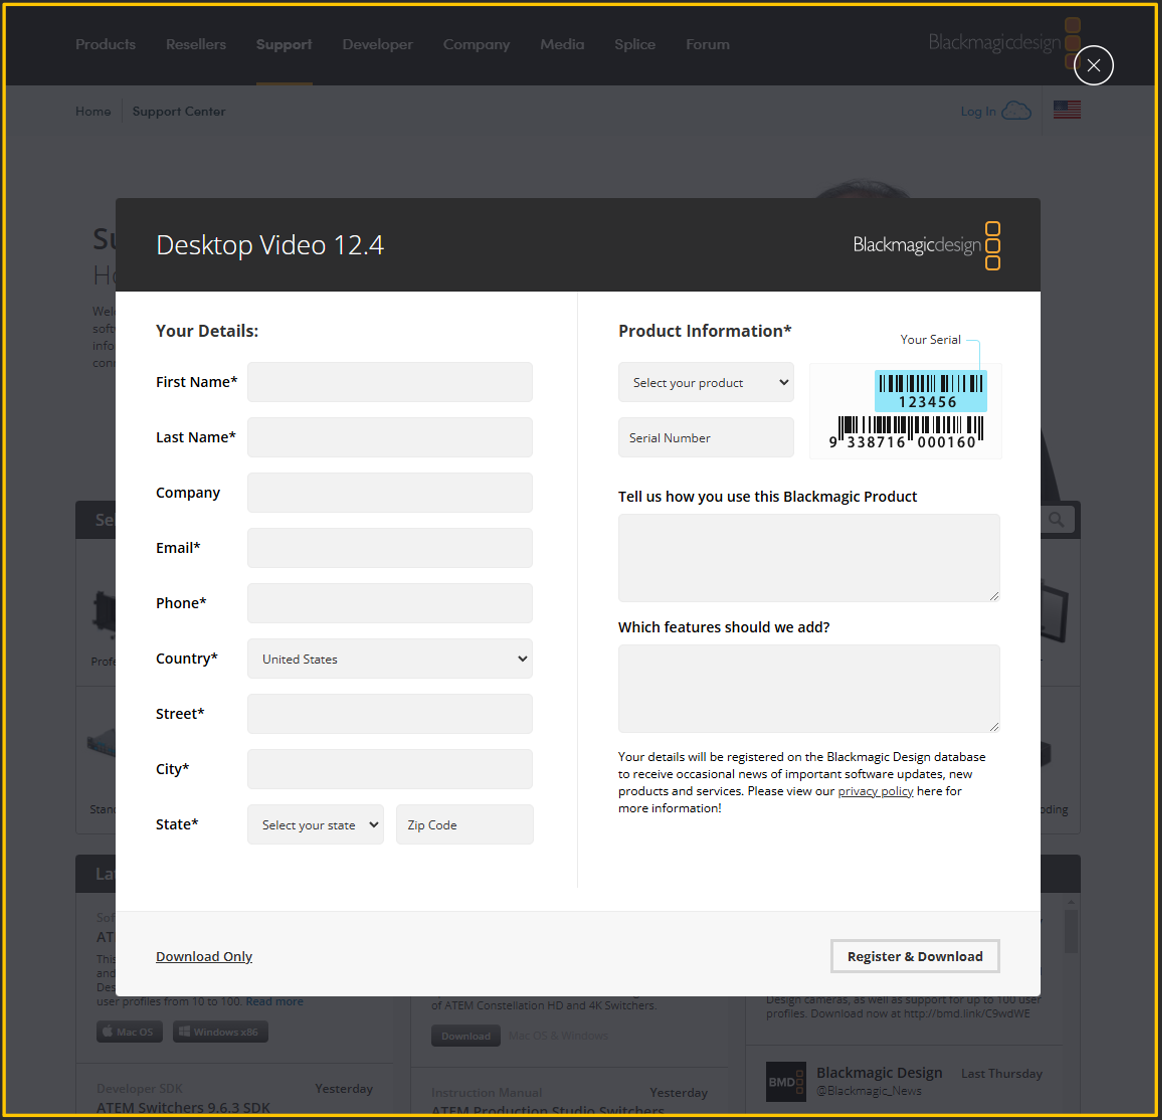 Products Resellers Support Developer Company Media Splice Forum
Blackmagicdesign
Home Support Center
Log In
Desktop Video 12.4
Blackmagicdesign
Your Details:
First Name*
Last Name*
Company
Email*
Phone*
Country* United States
Street*
City*
State* Select your state Zip Code
Product Information*
Your Serial
Select your product
123456
Serial Number
9 338716 000160
Tell us how you use this Blackmagic Product
Which features should we add?
Your details will be registered on the Blackmagic Design database
to receive occasional news of important software updates, new
products and services. Please view our privacy policy here for
more information!
Download Only
Register & Download
user profiles from 10 to 100. Read more
Mac OS Windows x86
Developer SDK Yesterday
ATEM Switchers 9.6.3 SDK
of ATEM Constellation HD and 4K Switchers.
Download Mac OS & Windows
Instruction Manual Yesterday
ATEM Production Studio Switchers
Design cameras, as well as support for up to 100 user
profiles. Download now at http://bmd.link/C9wdWE
BMD
Blackmagic Design Last Thursday
@Blackmagic_News